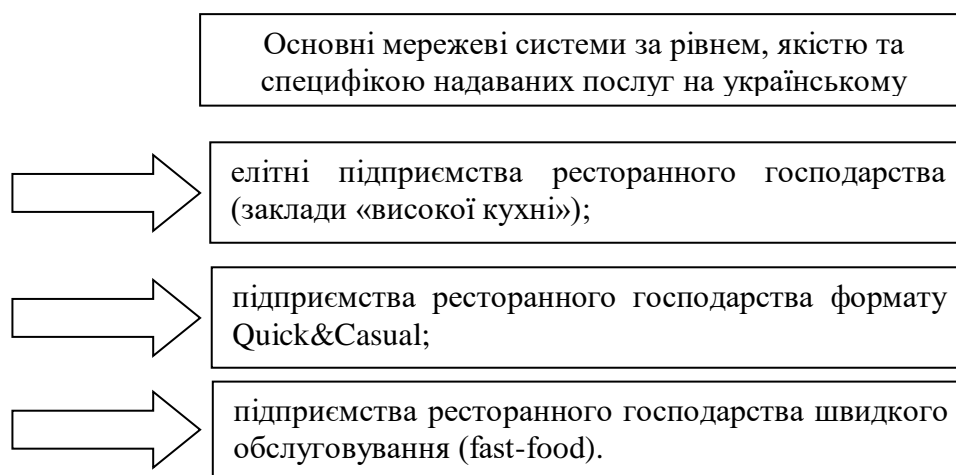 Основні мережеві системи за рівнем, якістю та
специфікою надаваних послуг на українському
елітні підприємства ресторанного господарства
(заклади «високої кухні»);
підприємства ресторанного господарства формату
Quick&Casual;
підприємства ресторанного господарства швидкого
обслуговування (fast-food).